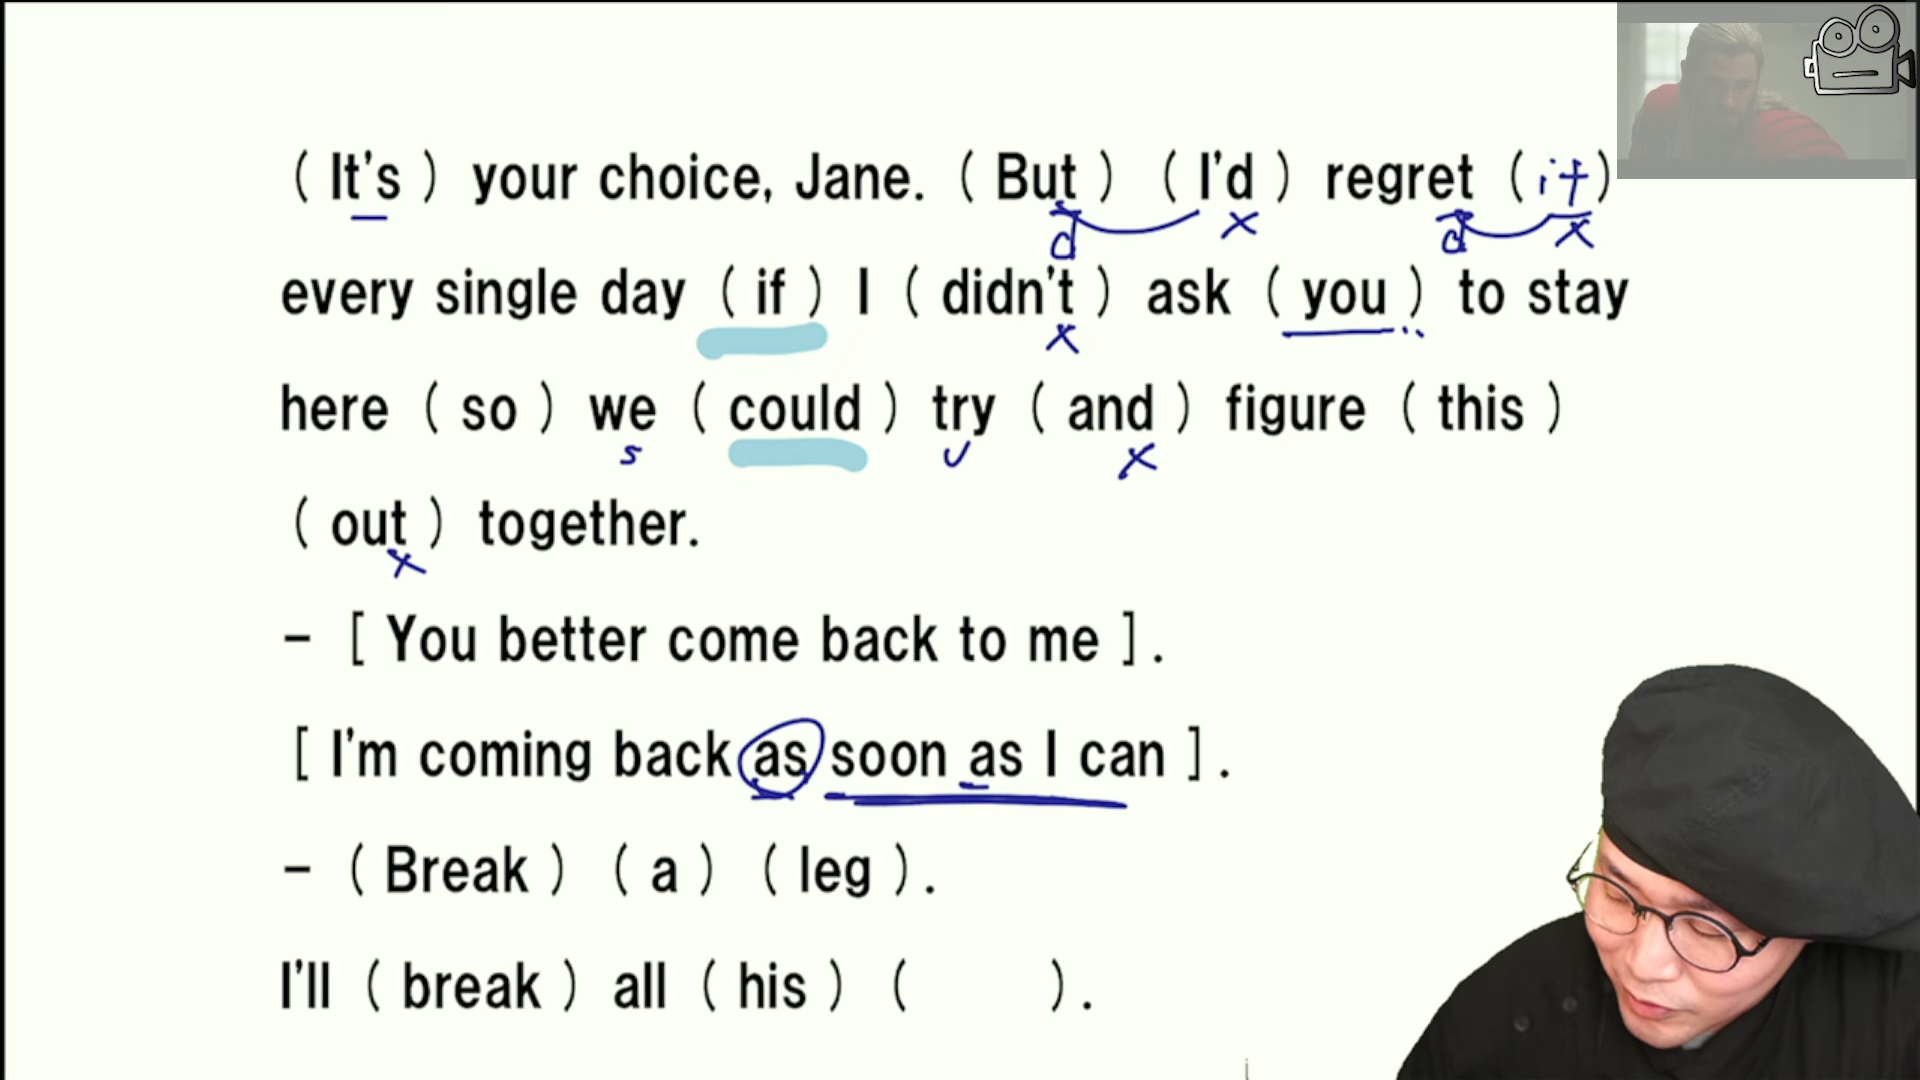 ( It's ) your choice, Jane. ( But ) ( I'd ) regret ( it )
d x d x
every single day ( if ) I ( didn't ) ask ( you ) to stay
x
here ( so ) we ( could ) try ( and ) figure ( this )
s v x
( out ) together.
x
– [ You better come back to me ].
[ I'm coming back as soon as I can ].
– ( Break ) ( a ) ( leg ).
I'll ( break ) all ( his ) ( ).